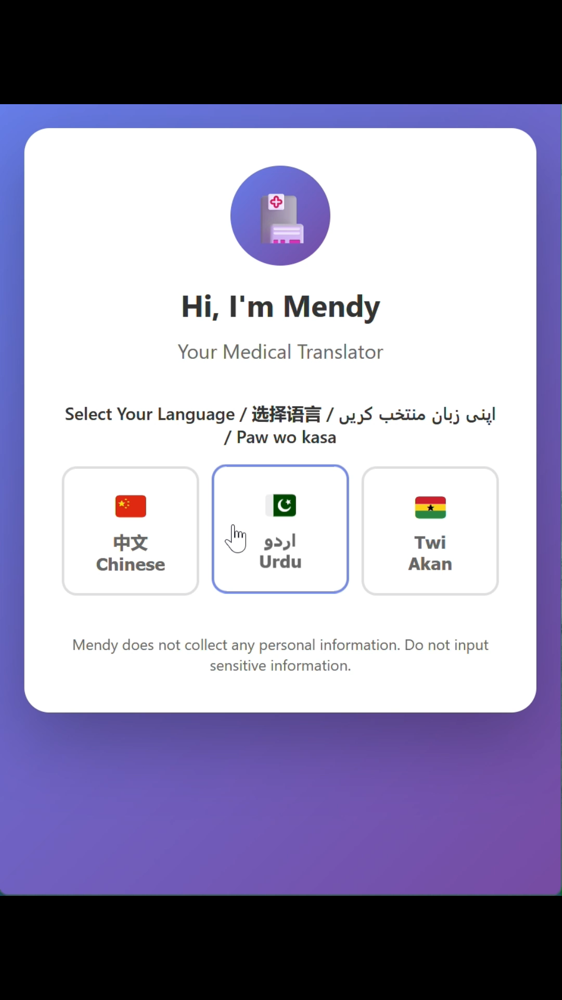 Hi, I'm Mendy
Your Medical Translator
Select Your Language / 选择语言 / اپنی زبان منتخب کریں
/ Paw wo kasa
中文
Chinese
اردو
Urdu
Twi
Akan
Mendy does not collect any personal information. Do not input
sensitive information.